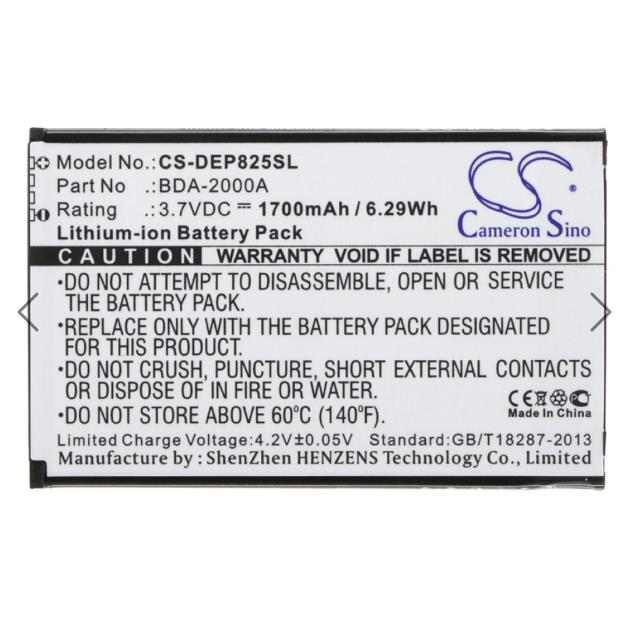 Model No.: CS-DEP825SL
Part No : BDA-2000A
Rating : 3.7VDC ⎓ 1700mAh / 6.29Wh
Lithium-ion Battery Pack
CS
Cameron Sino
CAUTION WARRANTY VOID IF LABEL IS REMOVED
•DO NOT ATTEMPT TO DISASSEMBLE, OPEN OR SERVICE
THE BATTERY PACK.
•REPLACE ONLY WITH THE BATTERY PACK DESIGNATED
FOR THIS PRODUCT.
•DO NOT CRUSH, PUNCTURE, SHORT EXTERNAL CONTACTS
OR DISPOSE OF IN FIRE OR WATER.
•DO NOT STORE ABOVE 60°C (140°F).
CE
Made In China
Limited Charge Voltage:4.2V±0.05V Standard:GB/T18287-2013
Manufacture by: ShenZhen HENZENS Technology Co., Ltd.